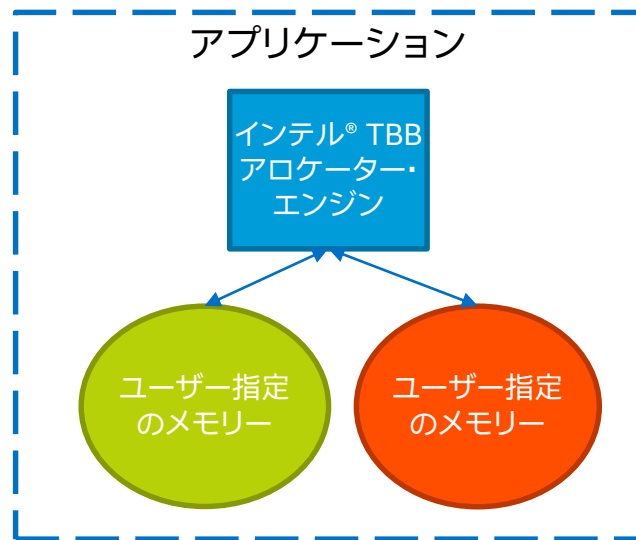 アプリケーション
インテル® TBB
アロケーター・
エンジン
ユーザー指定
のメモリー
ユーザー指定
のメモリー